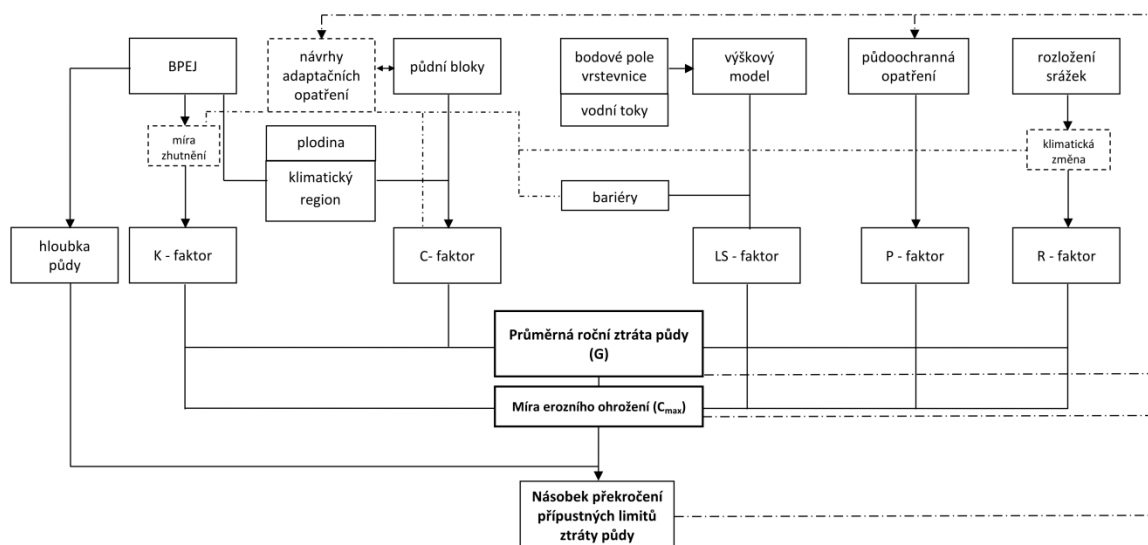 BPEJ
návrhy
adaptačních
opatření
půdní bloky
bodové pole
vrstevnice
vodní toky
výškový
model
půdoochranná
opatření
rozložení
srážek
míra
zhutnění
plodina
klimatický
region
klimatická
změna
bariéry
hloubka
půdy
K - faktor
C- faktor
LS - faktor
P - faktor
R - faktor
Průměrná roční ztráta půdy
(G)
Míra erozního ohrožení (Cmax)
Násobek překročení
přípustných limitů
ztráty půdy